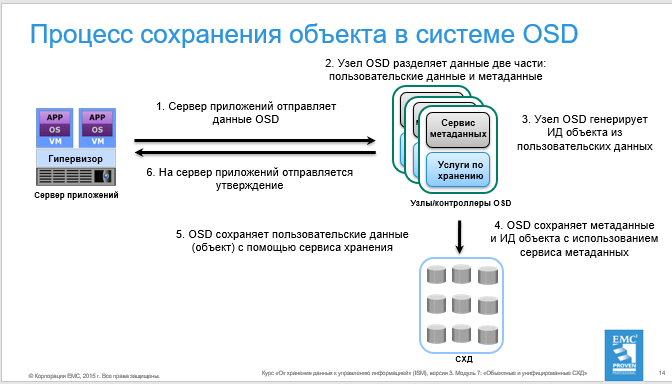 Процесс сохранения объекта в системе OSD
2. Узел OSD разделяет данные две части:
пользовательские данные и метаданные
1. Сервер приложений отправляет
данные OSD
3. Узел OSD генерирует
ИД объекта из
пользовательских данных
APP
OS
VM
APP
OS
VM
Гипервизор
Сервер приложений
Сервис
метаданных
Услуги по
хранению
6. На сервер приложений отправляется
утверждение
Узлы/контроллеры OSD
5. OSD сохраняет пользовательские данные
(объект) с помощью сервиса хранения
4. OSD сохраняет метаданные
и ИД объекта с использованием
сервиса метаданных
СХД
EMC²
PROVEN
© Корпорация EMC, 2015 г. Все права защищены.
Курс «От хранения данных к управлению информацией» (ISM), версия 3. Модуль 7: «Объектные и унифицированные СХД»
14